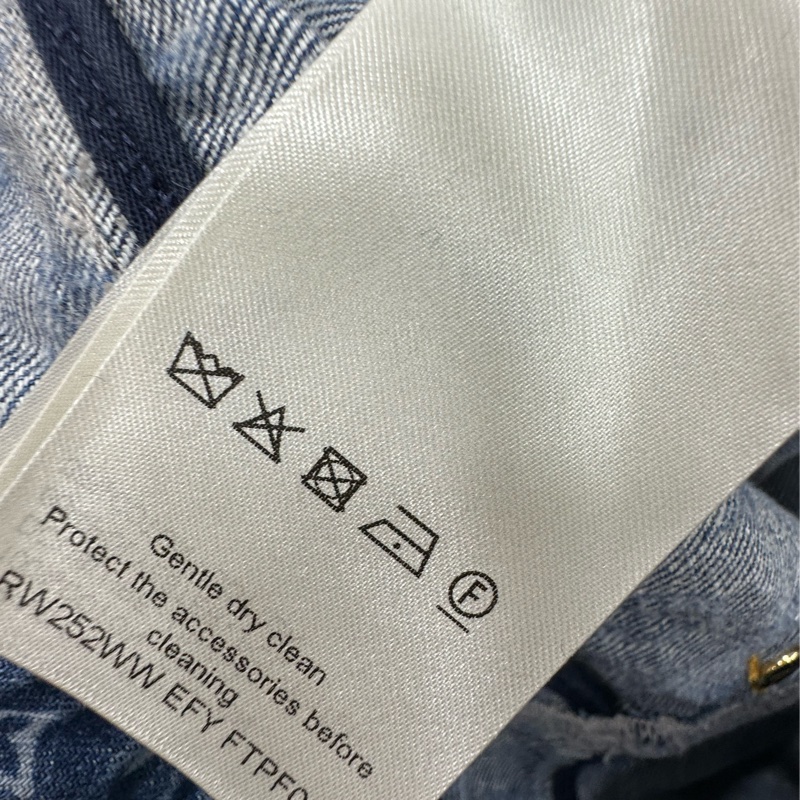 F
Gentle dry clean
Protect the accessories before
cleaning
RW252WW EFY FTPF0